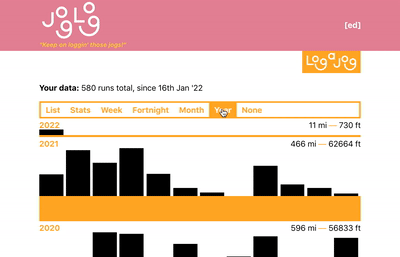 JogLog
"Keep on loggin' those jogs!"
[ed]
Log a Jog
Your data: 580 runs total, since 16th Jan '22
List Stats Week Fortnight Month Year None
2022 11 mi — 730 ft
2021 466 mi — 62664 ft
2020 596 mi — 56833 ft